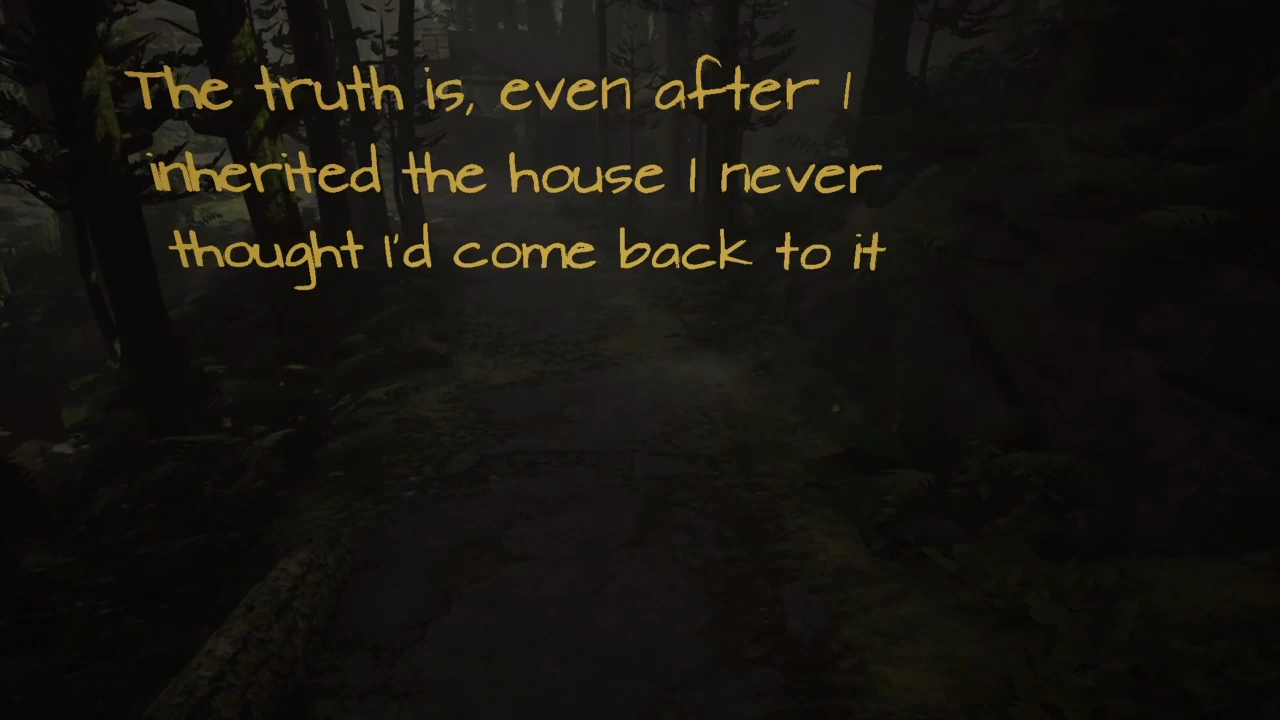 The truth is, even after I
inherited the house I never
thought I'd come back to it